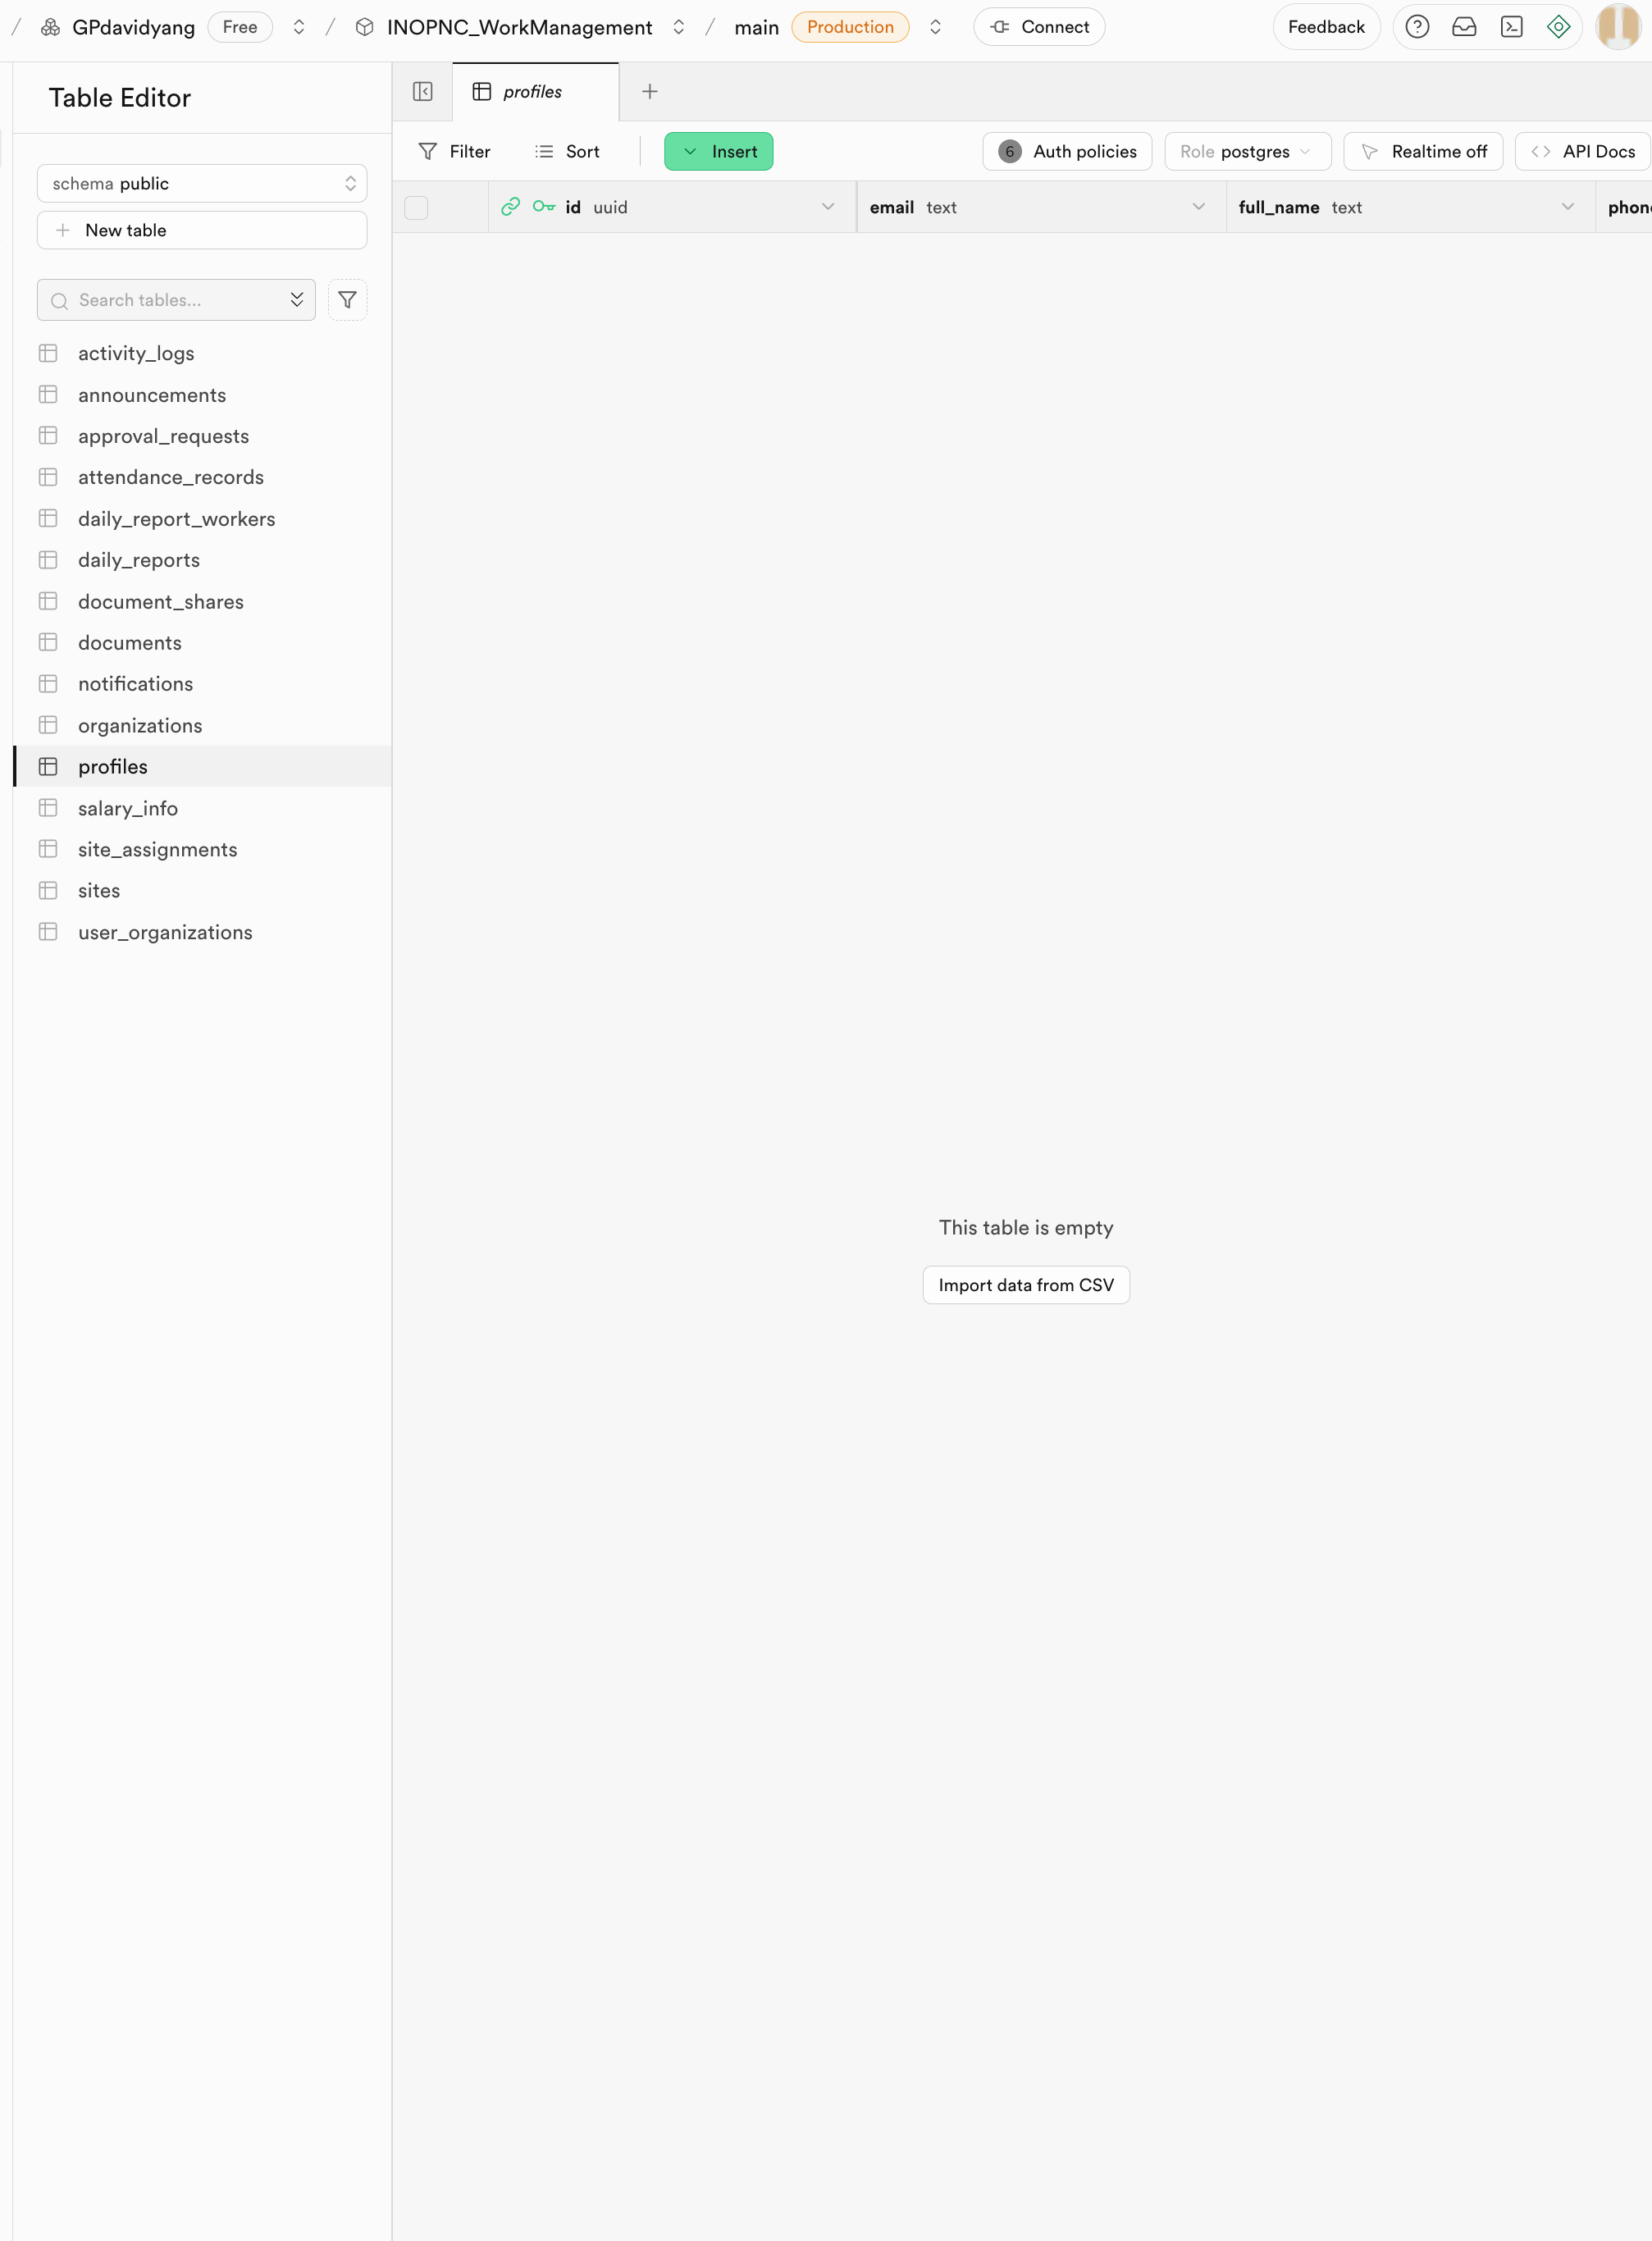 / GPdavidyang Free / INOPNC_WorkManagement / main Production Connect Feedback
Table Editor
profiles
Filter Sort Insert 6 Auth policies Role postgres Realtime off API Docs
schema public
id uuid email text full_name text phon
New table
Search tables...
activity_logs
announcements
approval_requests
attendance_records
daily_report_workers
daily_reports
document_shares
documents
notifications
organizations
profiles
salary_info
site_assignments
sites
user_organizations
This table is empty
Import data from CSV